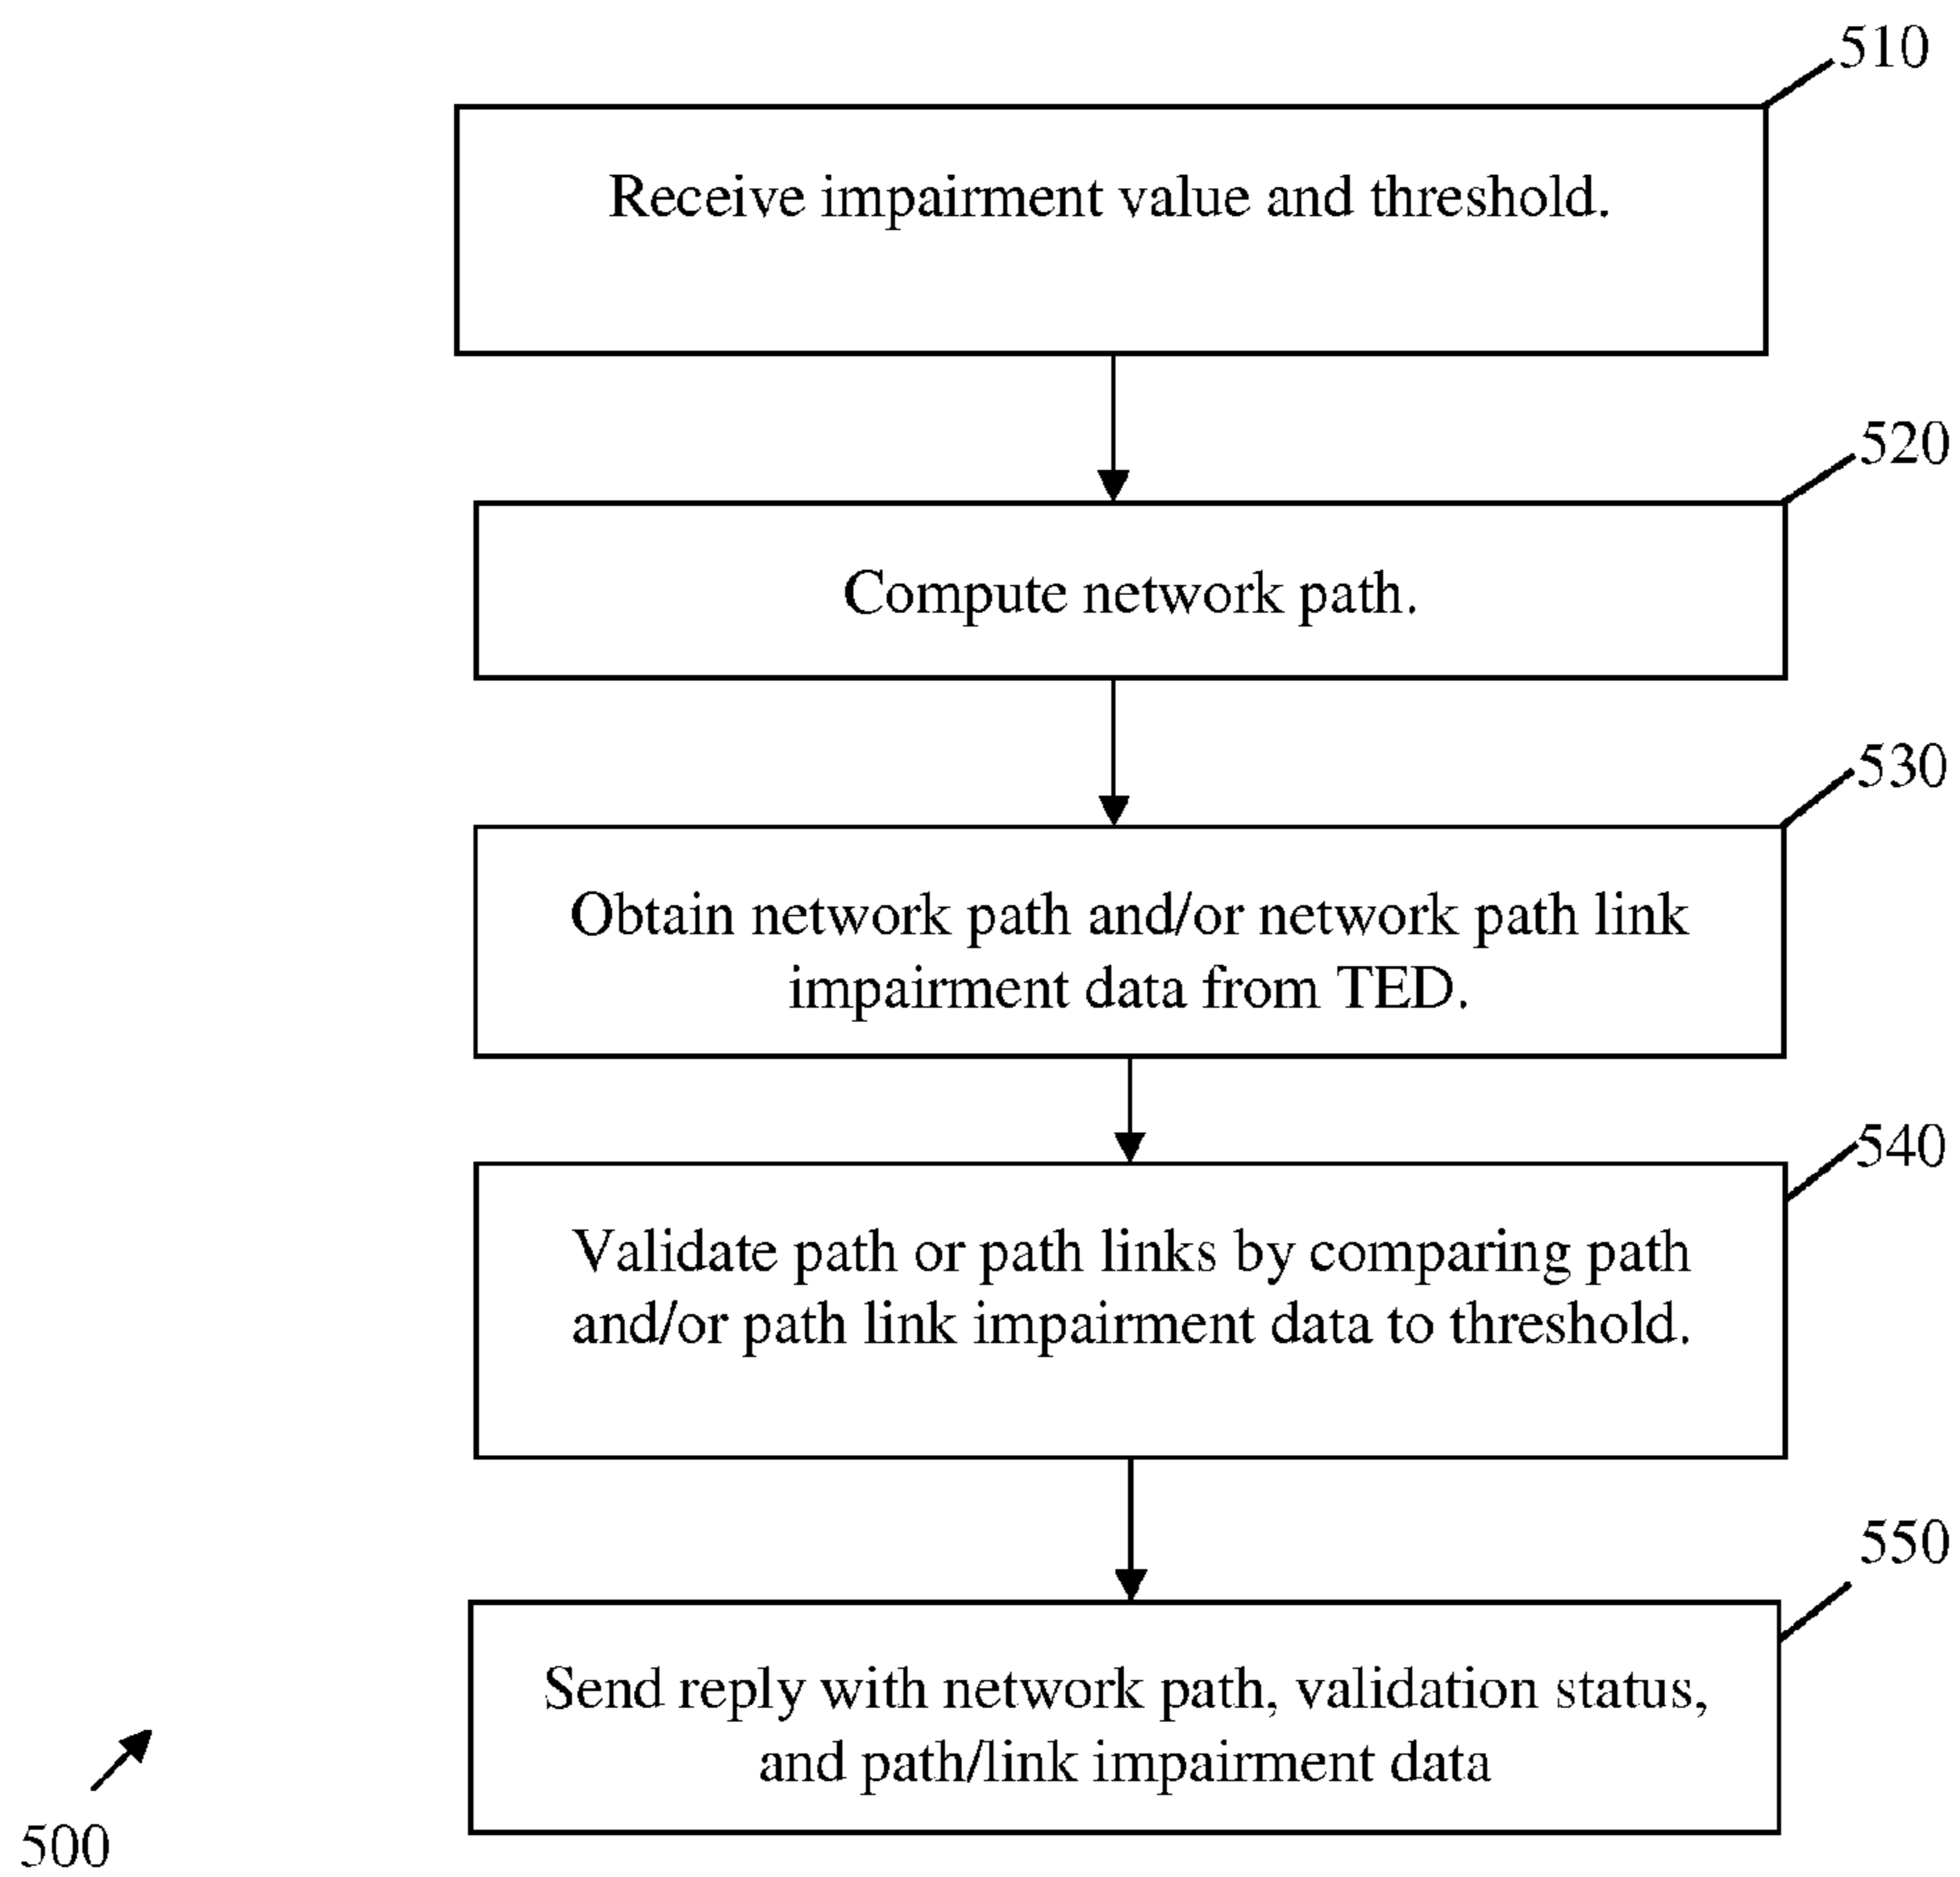 510
Receive impairment value and threshold.
520
Compute network path.
530
Obtain network path and/or network path link
impairment data from TED.
540
Validate path or path links by comparing path
and/or path link impairment data to threshold.
550
Send reply with network path, validation status,
and path/link impairment data
500